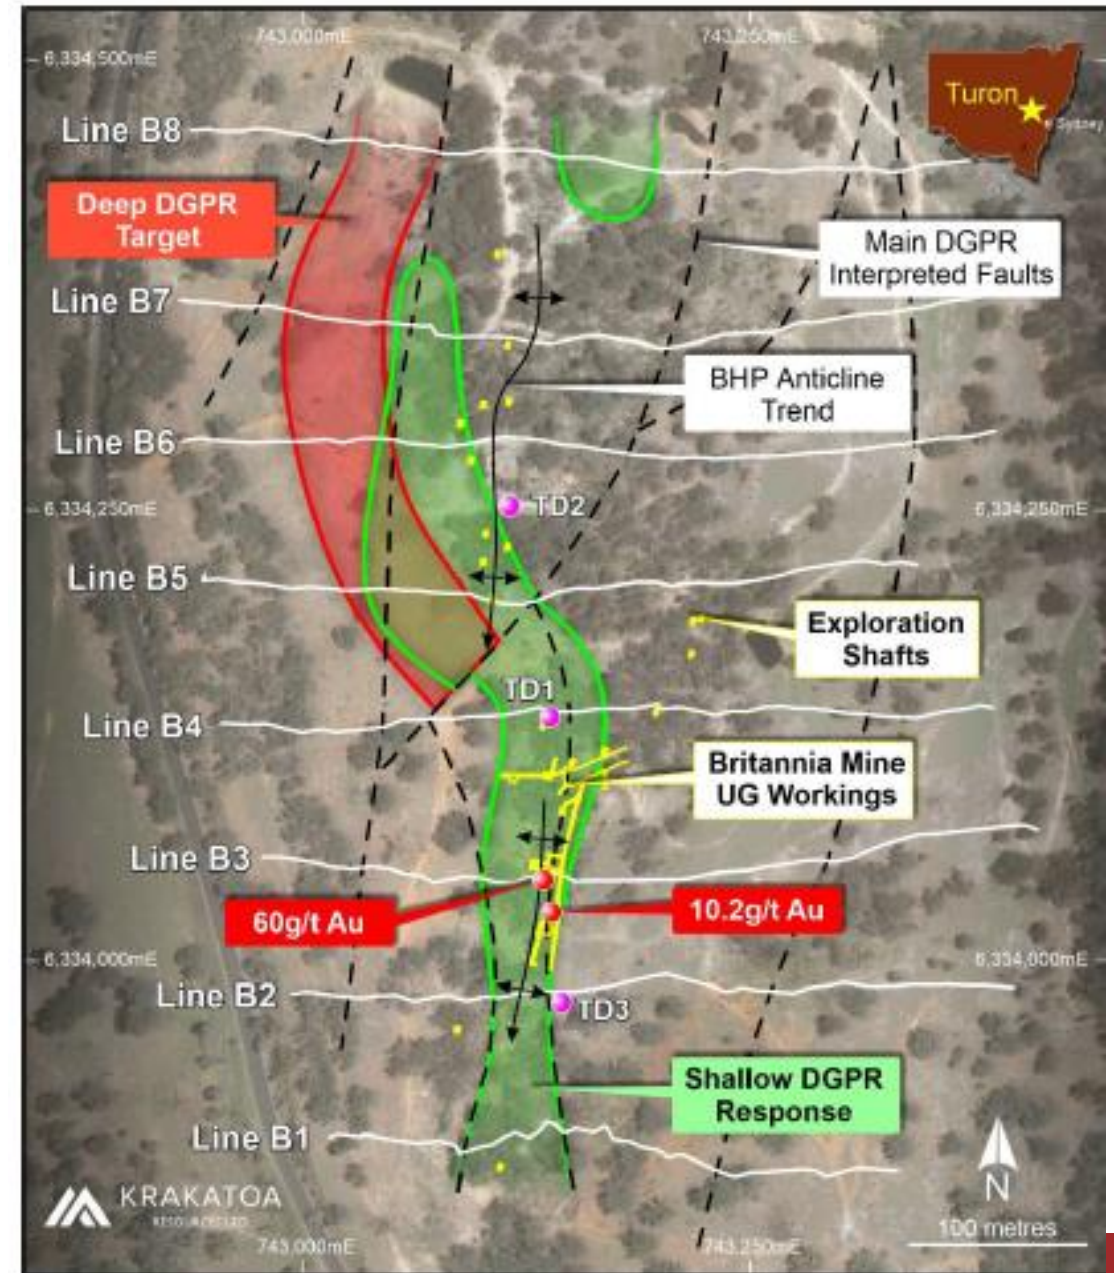 743,000mE
743,250mE
6,334,500mE
Turon
Sydney
Line B8
Deep DGPR
Target
Main DGPR
Interpreted Faults
Line B7
BHP Anticline
Trend
Line B6
6,334,250mE
TD2
6,334,250mE
Line B5
Exploration
Shafts
TD1
Line B4
Britannia Mine
UG Workings
Line B3
60g/t Au
10.2g/t Au
6,334,000mE
6,334,000mE
Line B2
TD3
Shallow DGPR
Response
Line B1
N
KRAKATOA
RESOURCES LTD
100 metres
743,000mE
743,250mE